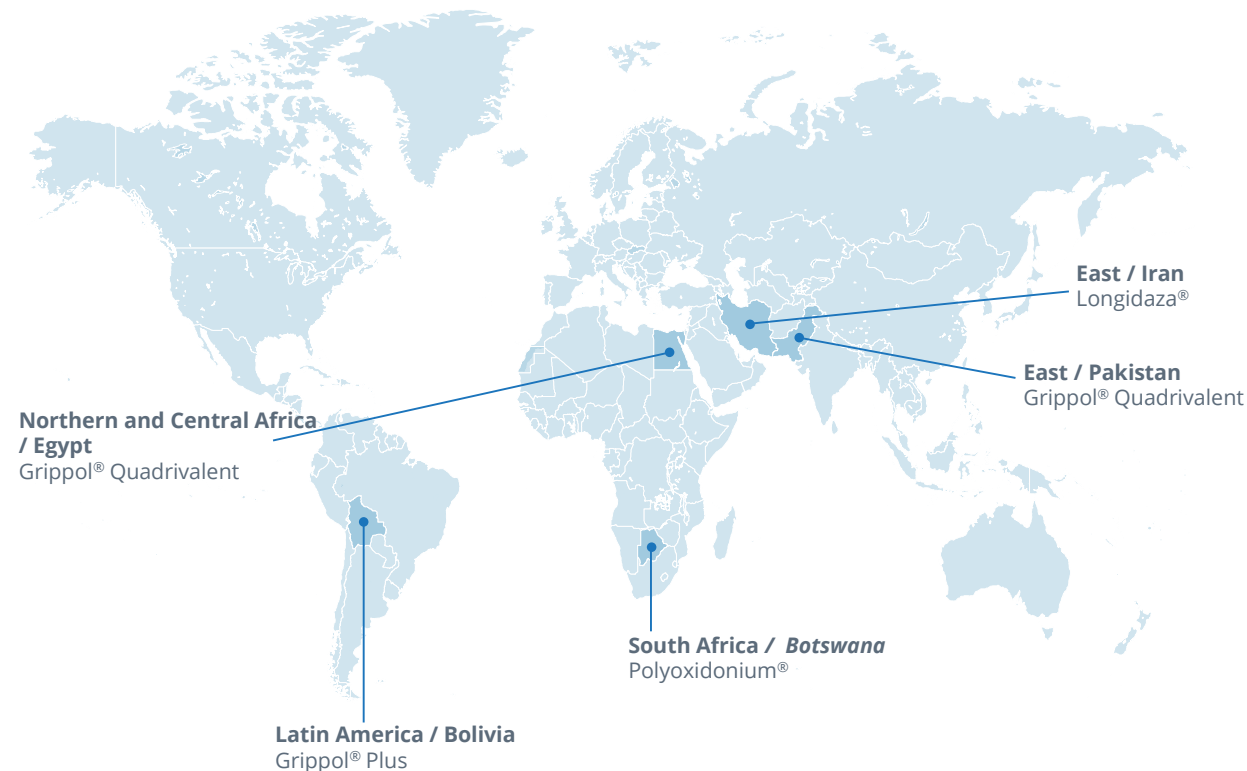 East / Iran
Longidaza®
East / Pakistan
Grippol® Quadrivalent
Northern and Central Africa
/ Egypt
Grippol® Quadrivalent
South Africa / Botswana
Polyoxidonium®
Latin America / Bolivia
Grippol® Plus